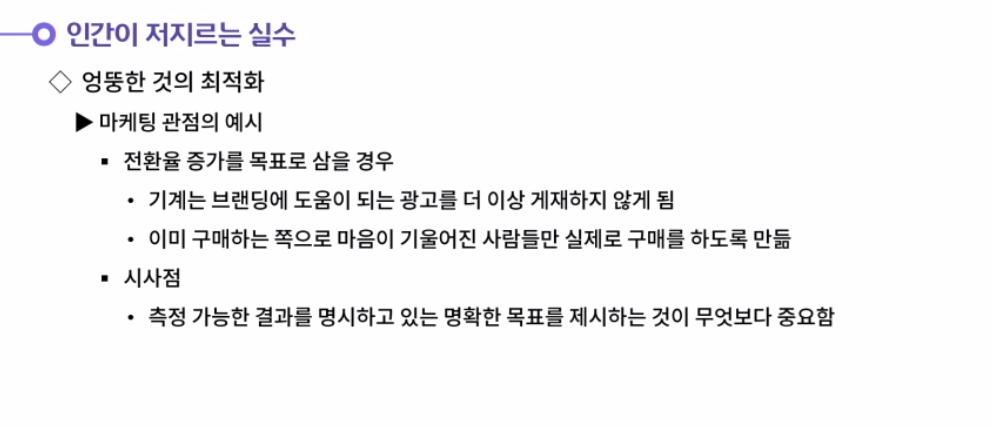 인간이 저지르는 실수
◇ 엉뚱한 것의 최적화
▶ 마케팅 관점의 예시
▪ 전환율 증가를 목표로 삼을 경우
• 기계는 브랜딩에 도움이 되는 광고를 더 이상 게재하지 않게 됨
• 이미 구매하는 쪽으로 마음이 기울어진 사람들만 실제로 구매를 하도록 만듦
▪ 시사점
• 측정 가능한 결과를 명시하고 있는 명확한 목표를 제시하는 것이 무엇보다 중요함